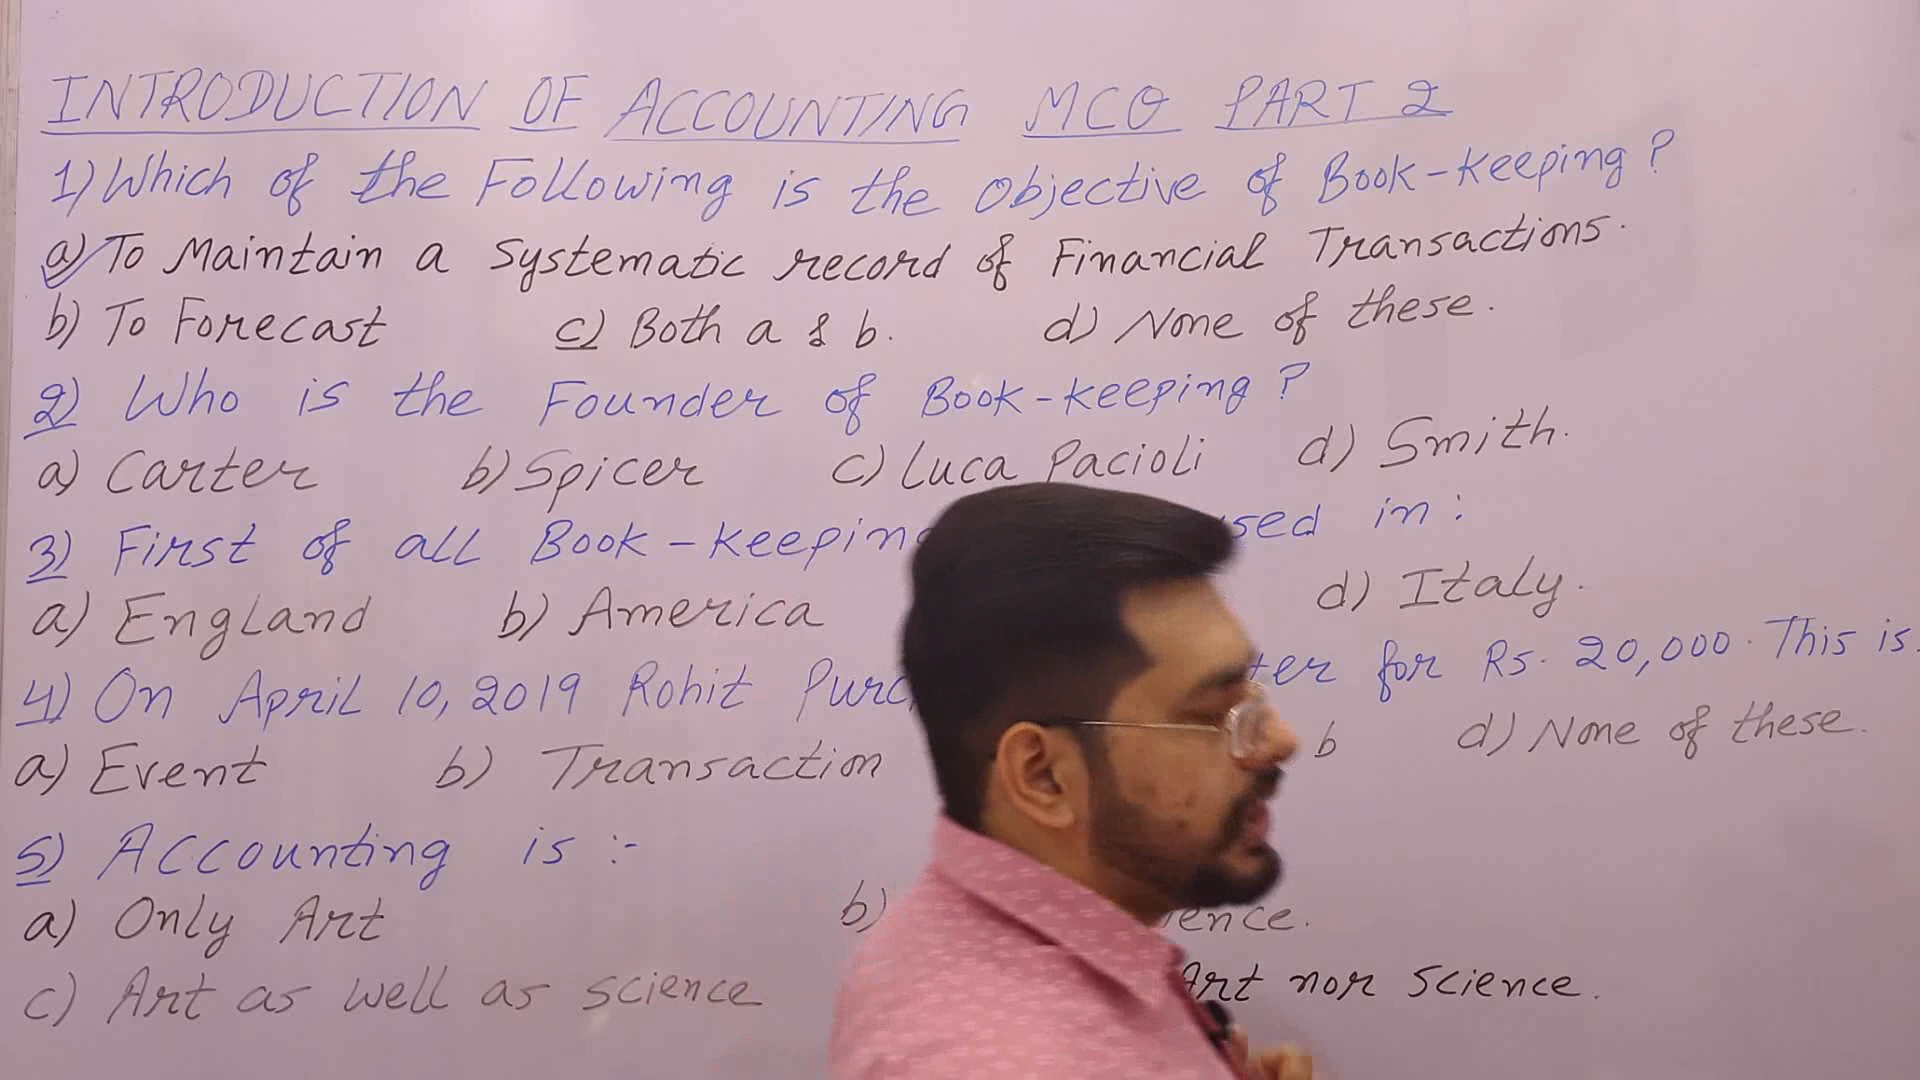 INTRODUCTION OF ACCOUNTING MCQ PART 2
1) Which of the Following is the Objective of Book-keeping?
a) To Maintain a Systematic record of Financial Transactions.
b) To Forecast c) Both a & b. d) None of these.
2) Who is the Founder of Book-keeping?
a) Carter b) Spicer c) Luca Pacioli d) Smith.
3) First of all Book-keeping in:
a) England b) America d) Italy.
4) On April 10, 2019 Rohit for Rs. 20,000. This is.
a) Event b) Transaction b d) None of these.
5) Accounting is :-
a) Only Art b)
c) Art as well as science Art nor Science.